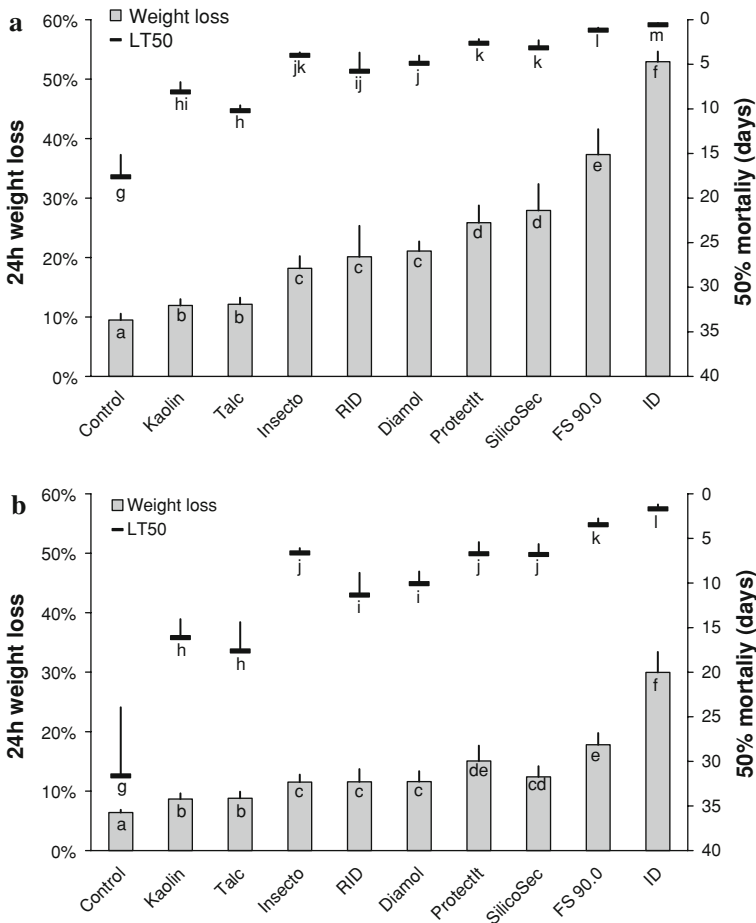 a
Weight loss
LT50
60%
50%
40%
30%
20%
10%
0%
24h weight loss
0
5
10
15
20
25
30
35
40
50% mortaliy (days)
g
hi
h
jk
ij
j
k
k
l
m
a
b
b
c
c
c
d
d
e
f
Control
Kaolin
Talc
Insecto
RID
Diamol
ProtectIt
SilicoSec
FS 90.0
ID
b
Weight loss
LT50
60%
50%
40%
30%
20%
10%
0%
24h weight loss
0
5
10
15
20
25
30
35
40
50% mortaliy (days)
g
h
h
j
i
i
j
j
k
l
a
b
b
c
c
c
de
cd
e
f
Control
Kaolin
Talc
Insecto
RID
Diamol
ProtectIt
SilicoSec
FS 90.0
ID